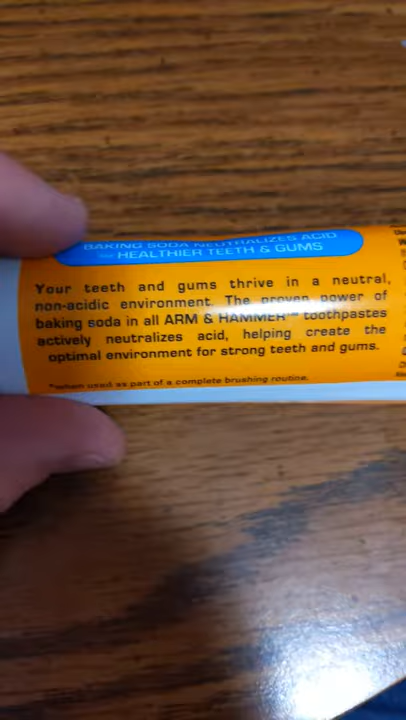 BAKING SODA NEUTRALIZES ACID
FOR HEALTHIER TEETH & GUMS
Your teeth and gums thrive in a neutral,
non-acidic environment. The proven power of
baking soda in all ARM & HAMMER™ toothpastes
actively neutralizes acid, helping create the
optimal environment for strong teeth and gums.
*when used as part of a complete brushing routine.